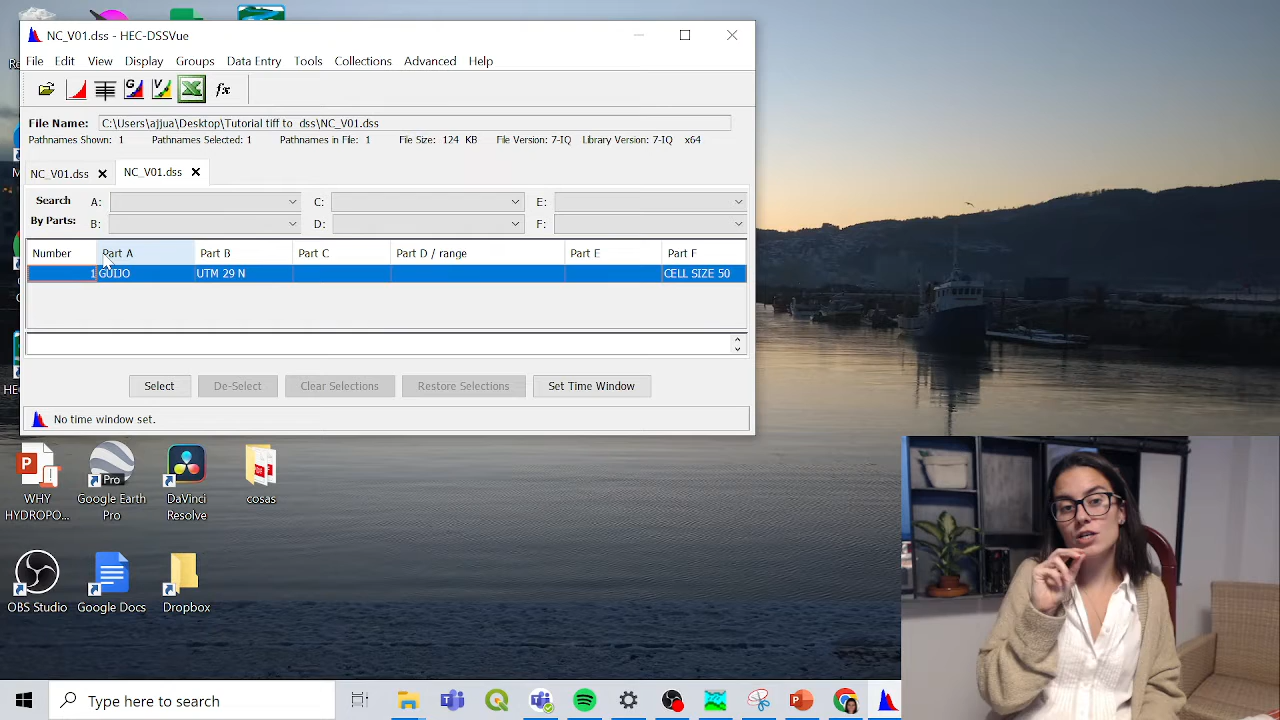 NC_V01.dss - HEC-DSSVue
File Edit View Display Groups Data Entry Tools Collections Advanced Help
G V fx
File Name: C:\Users\ajjua\Desktop\Tutorial tiff to dss\NC_V01.dss
Pathnames Shown: 1 Pathnames Selected: 1 Pathnames in File: 1 File Size: 124 KB File Version: 7-IQ Library Version: 7-IQ x64
NC_V01.dss NC_V01.dss
Search A: C: E:
By Parts: B: D: F:
Number Part A Part B Part C Part D / range Part E Part F
1 GUIJO UTM 29 N CELL SIZE 50
Select De-Select Clear Selections Restore Selections Set Time Window
No time window set.
WHY HYDROPO... Google Earth Pro DaVinci Resolve cosas
OBS Studio Google Docs Dropbox
Type here to search